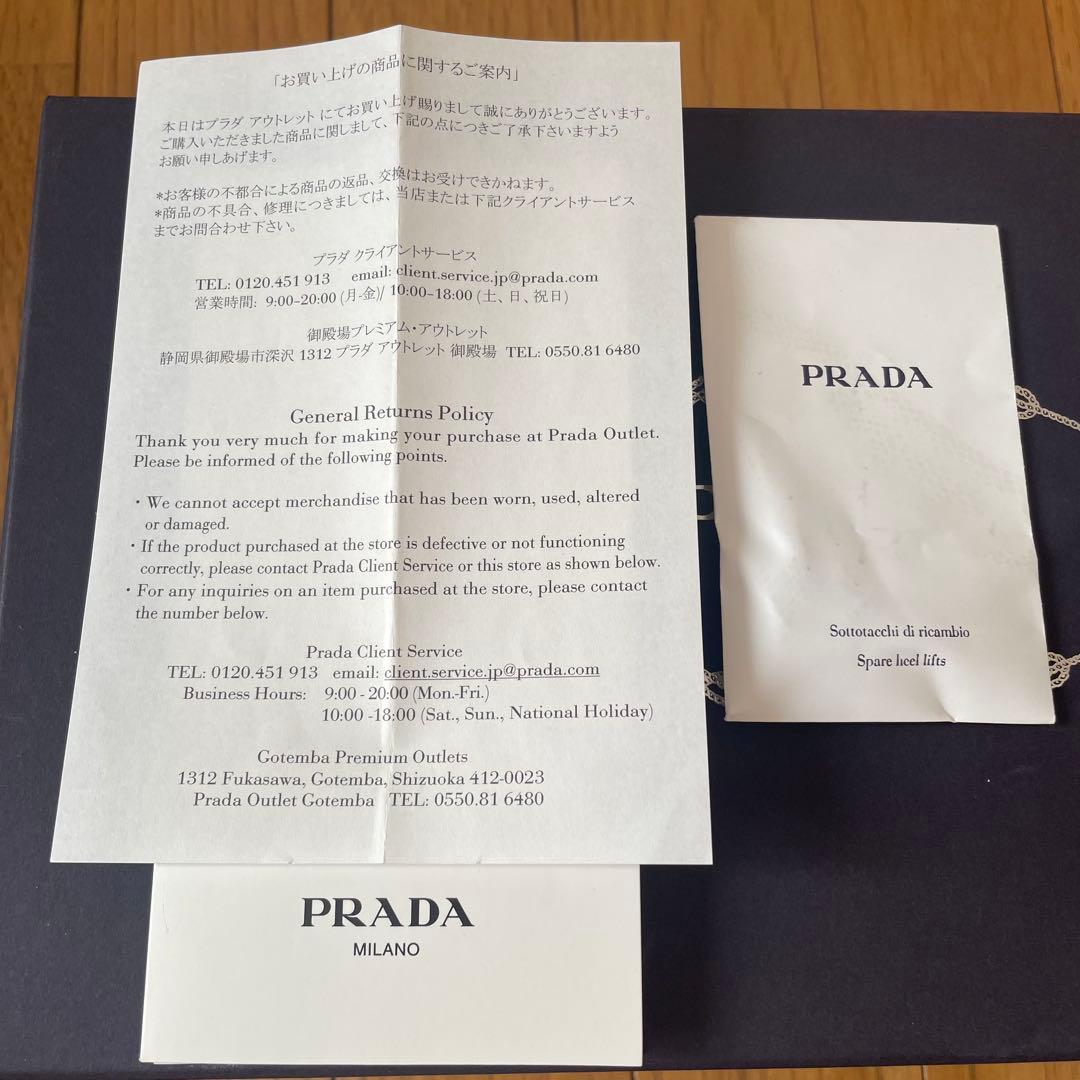 「お買い上げの商品に関するご案内」
本日はプラダ アウトレット にてお買い上げ賜りまして誠にありがとうございます。
ご購入いただきました商品に関しまして、下記の点につきご了承下さいますよう
お願い申しあげます。
*お客様の不都合による商品の返品、交換はお受けできかねます。
*商品の不具合、修理につきましては、当店または下記クライアントサービス
までお問合わせ下さい。
プラダ クライアントサービス
TEL: 0120.451 913 email: client.service.jp@prada.com
営業時間: 9:00-20:00 (月-金)/ 10:00-18:00 (土、日、祝日)
御殿場プレミアム・アウトレット
静岡県御殿場市深沢 1312 プラダ アウトレット 御殿場 TEL: 0550.81 6480
General Returns Policy
Thank you very much for making your purchase at Prada Outlet.
Please be informed of the following points.
・We cannot accept merchandise that has been worn, used, altered
or damaged.
・If the product purchased at the store is defective or not functioning
correctly, please contact Prada Client Service or this store as shown below.
・For any inquiries on an item purchased at the store, please contact
the number below.
Prada Client Service
TEL: 0120.451 913 email: client.service.jp@prada.com
Business Hours: 9:00 - 20:00 (Mon.-Fri.)
10:00 -18:00 (Sat., Sun., National Holiday)
Gotemba Premium Outlets
1312 Fukasawa, Gotemba, Shizuoka 412-0023
Prada Outlet Gotemba TEL: 0550.81 6480
PRADA
MILANO
PRADA
Sottotacchi di ricambio
Spare heel lifts